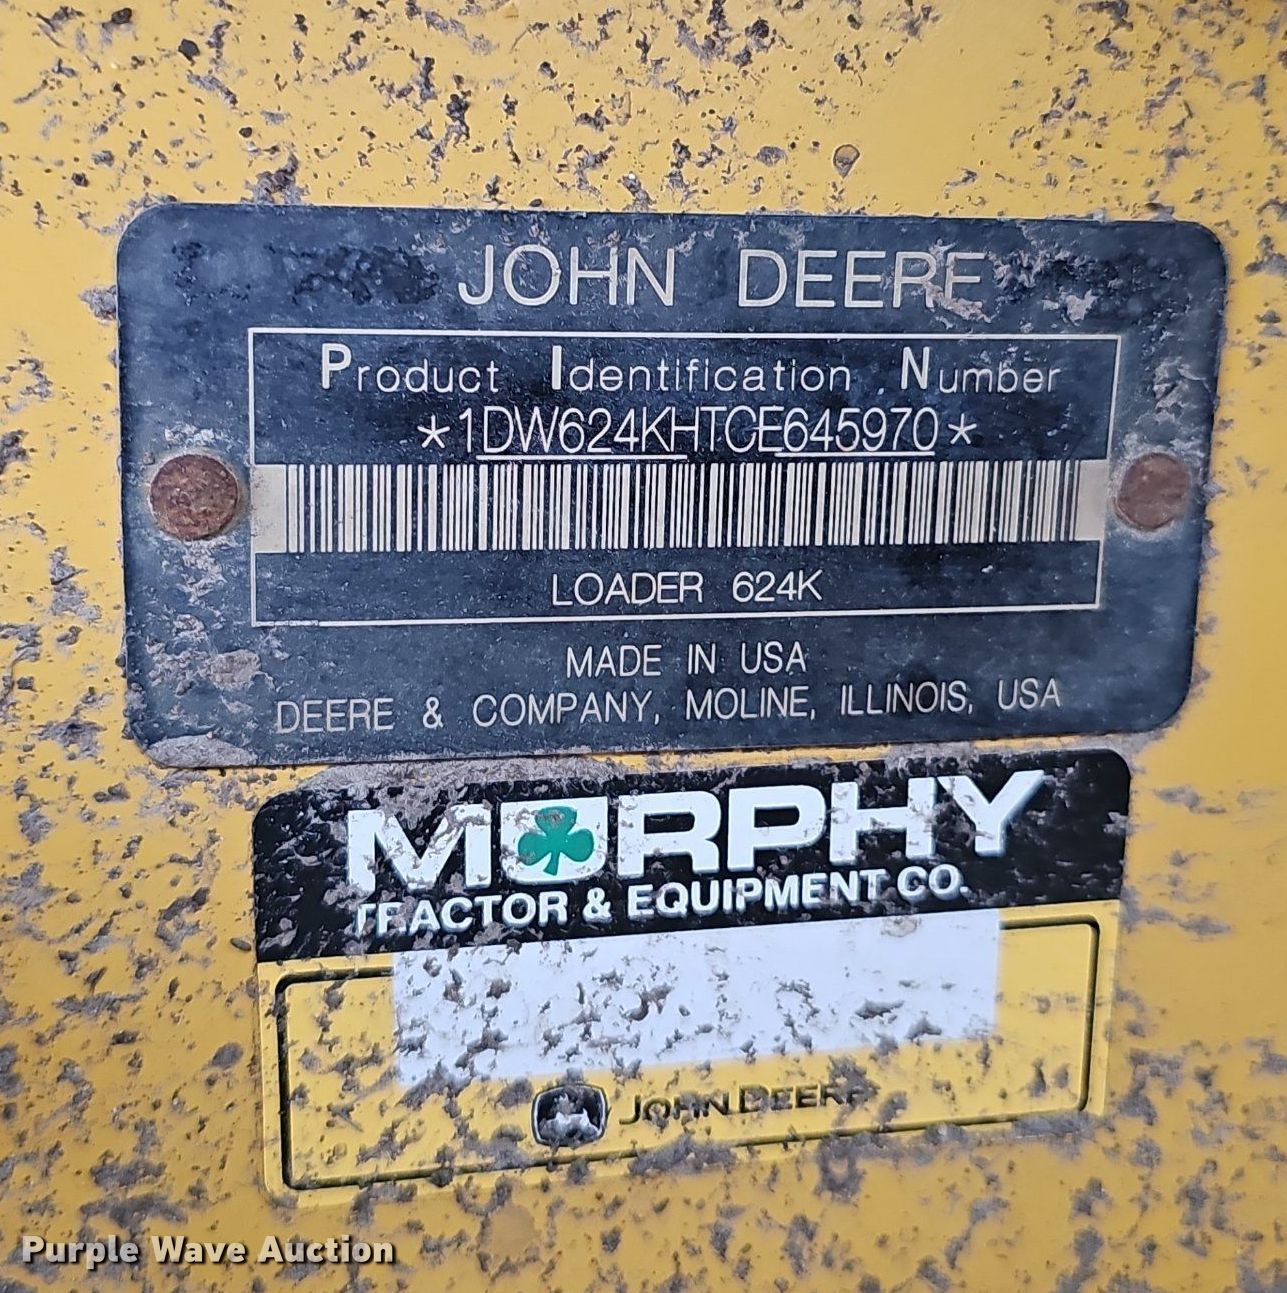 JOHN DEERE
Product Identification Number
*1DW624KHTCE645970*
LOADER 624K
MADE IN USA
DEERE & COMPANY, MOLINE, ILLINOIS, USA
MURPHY
TRACTOR & EQUIPMENT CO.
JOHN DEERE
Purple Wave Auction